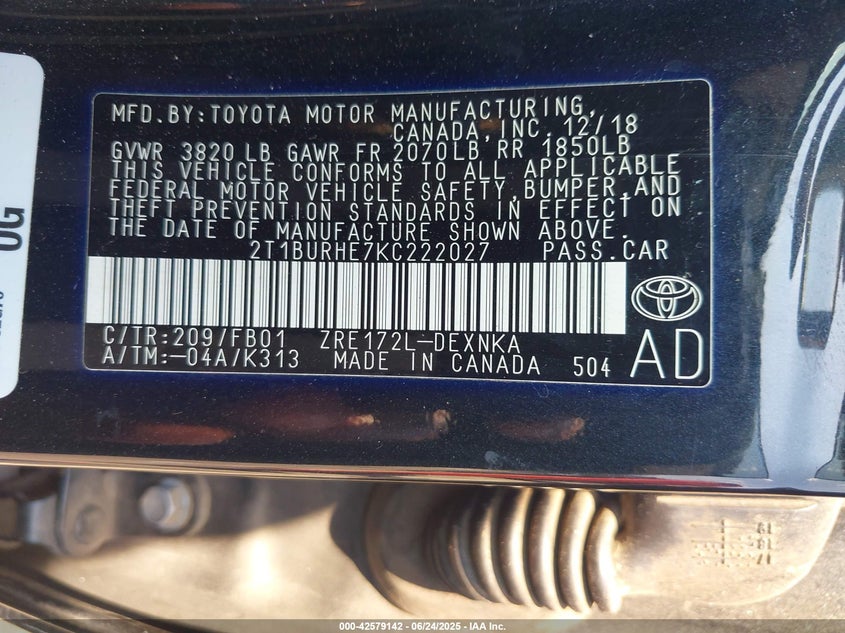 MFD.BY:TOYOTA MOTOR MANUFACTURING,
CANADA,INC. 12/18
GVWR 3820 LB GAWR FR 2070LB RR 1850LB
THIS VEHICLE CONFORMS TO ALL APPLICABLE
FEDERAL MOTOR VEHICLE SAFETY,BUMPER,AND
THEFT PREVENTION STANDARDS IN EFFECT ON
THE DATE OF MANUFACTURE SHOWN ABOVE.
2T1BURHE7KC222027 PASS.CAR
C/TR:209/FB01 ZRE172L-DEXNKA
A/TM:-04A/K313 MADE IN CANADA 504
AD
OG
000-42579142 - 06/24/2025 - IAA Inc.